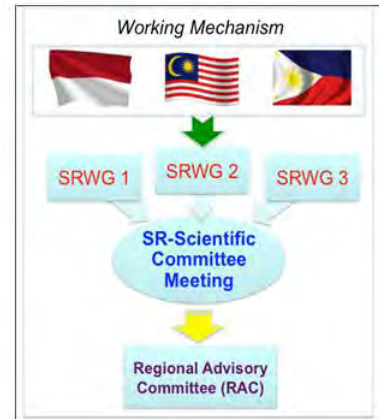 Working Mechanism
SRWG 1
SRWG 2
SRWG 3
SR-Scientific
Committee
Meeting
Regional Advisory
Committee (RAC)